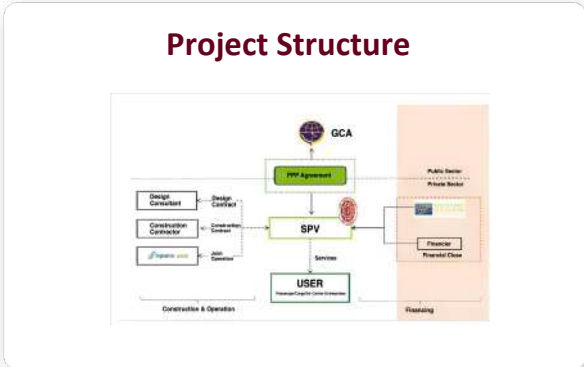 Project Structure
GCA
PPP Agreement
Public Sector
Private Sector
Design
Consultant
Design
Contract
Construction
Contractor
Construction
Contract
Joint
Operation
SPV
Financier
Financial Close
Services
USER
Construction & Operation
Financing